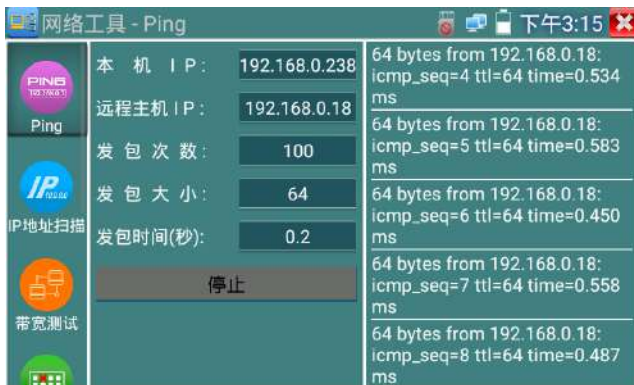 网络工具 - Ping
下午3:15
PING
Ping
IP
IP地址扫描
带宽测试
本 机 IP:
192.168.0.238
远程主机IP:
192.168.0.18
发 包 次 数:
100
发 包 大 小:
64
发包时间(秒):
0.2
停止
64 bytes from 192.168.0.18:
icmp_seq=4 ttl=64 time=0.534
ms
64 bytes from 192.168.0.18:
icmp_seq=5 ttl=64 time=0.583
ms
64 bytes from 192.168.0.18:
icmp_seq=6 ttl=64 time=0.450
ms
64 bytes from 192.168.0.18:
icmp_seq=7 ttl=64 time=0.558
ms
64 bytes from 192.168.0.18:
icmp_seq=8 ttl=64 time=0.487
ms